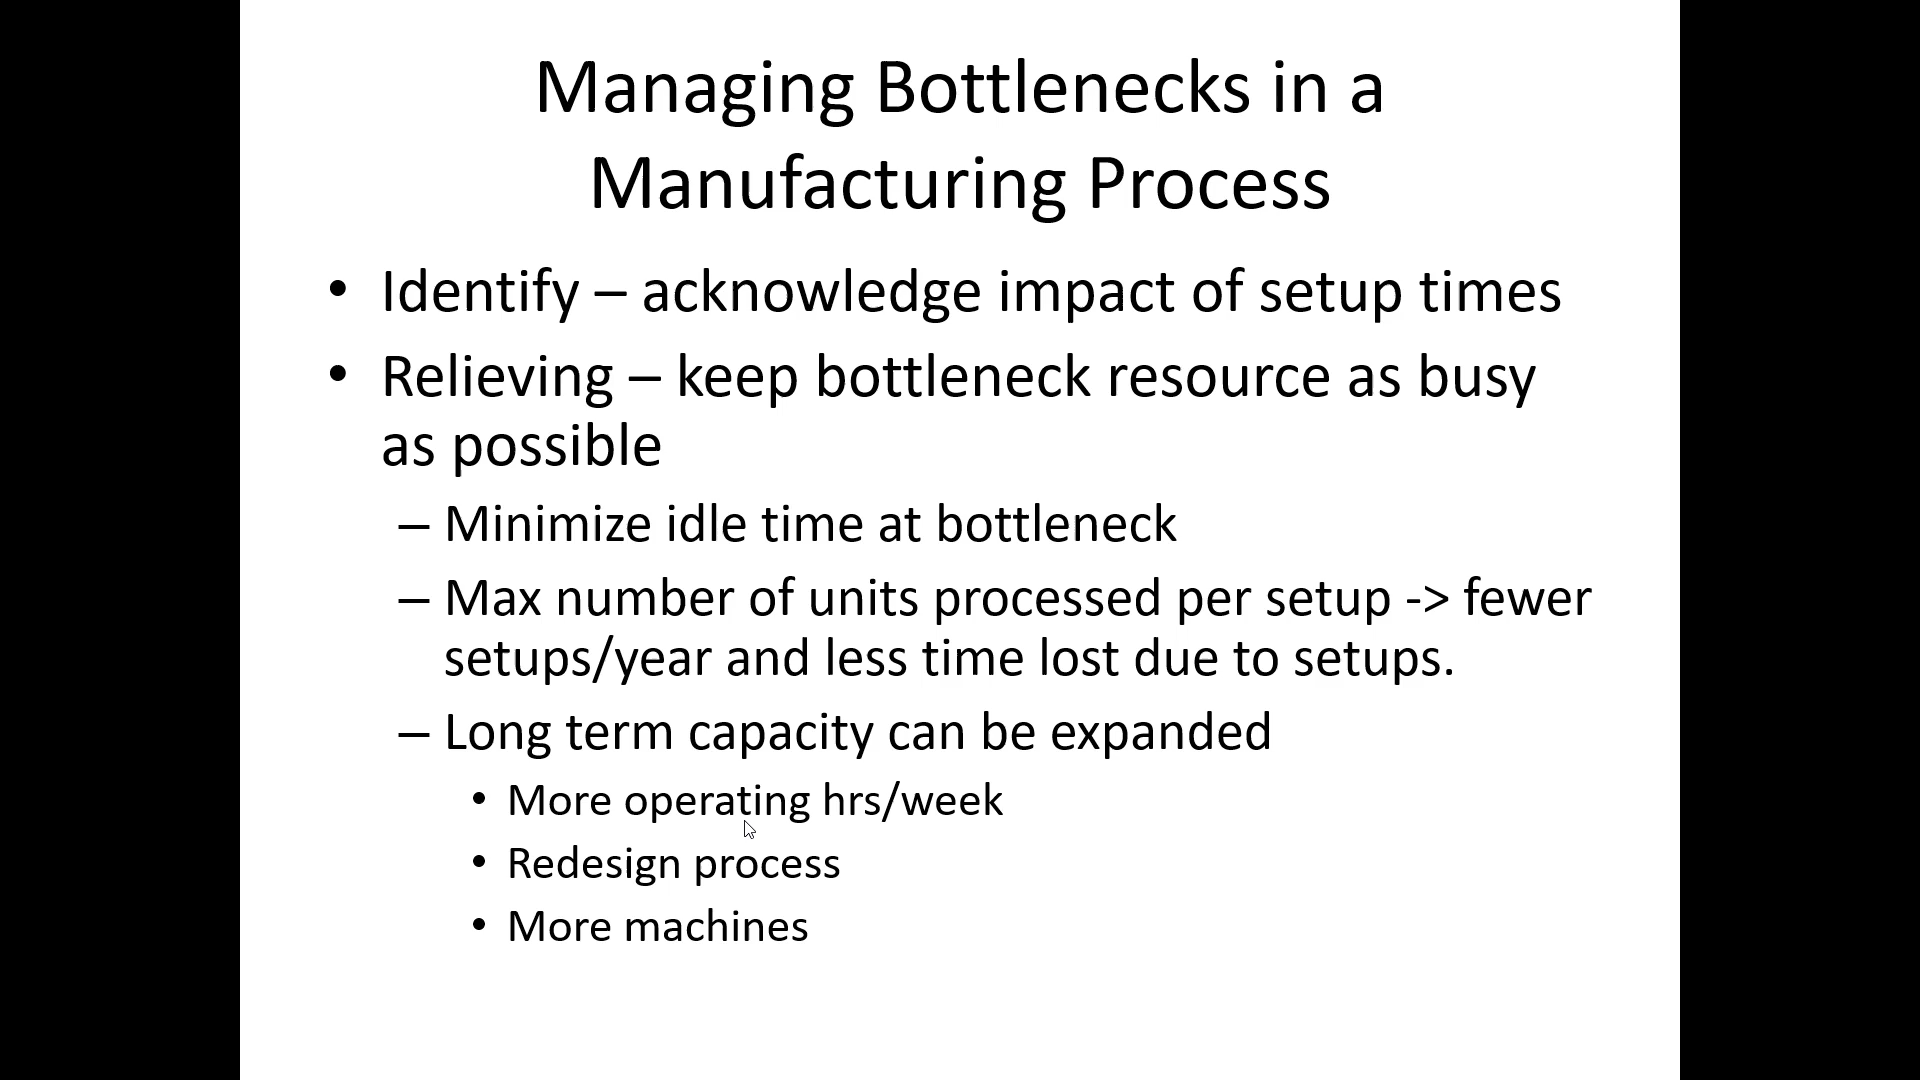 Managing Bottlenecks in a
Manufacturing Process
• Identify – acknowledge impact of setup times
• Relieving – keep bottleneck resource as busy
as possible
– Minimize idle time at bottleneck
– Max number of units processed per setup -> fewer
setups/year and less time lost due to setups.
– Long term capacity can be expanded
• More operating hrs/week
• Redesign process
• More machines